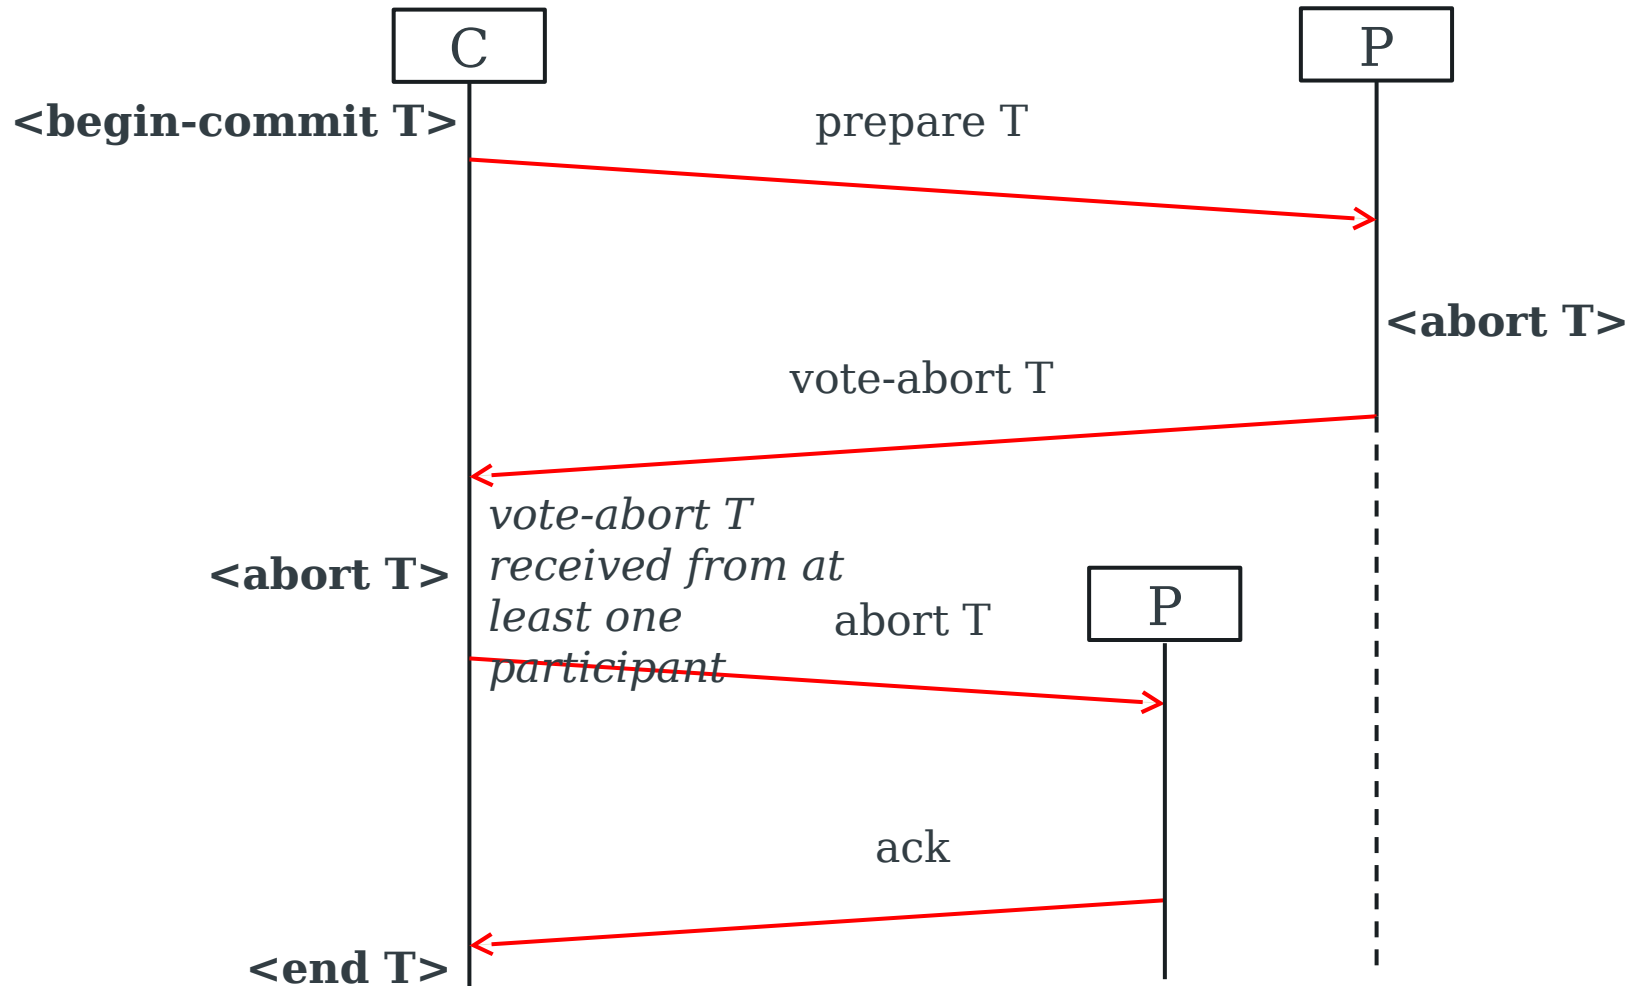 C
P
<begin-commit T>
prepare T
<abort T>
vote-abort T
vote-abort T
received from at
least one
participant
<abort T>
abort T
P
ack
<end T>